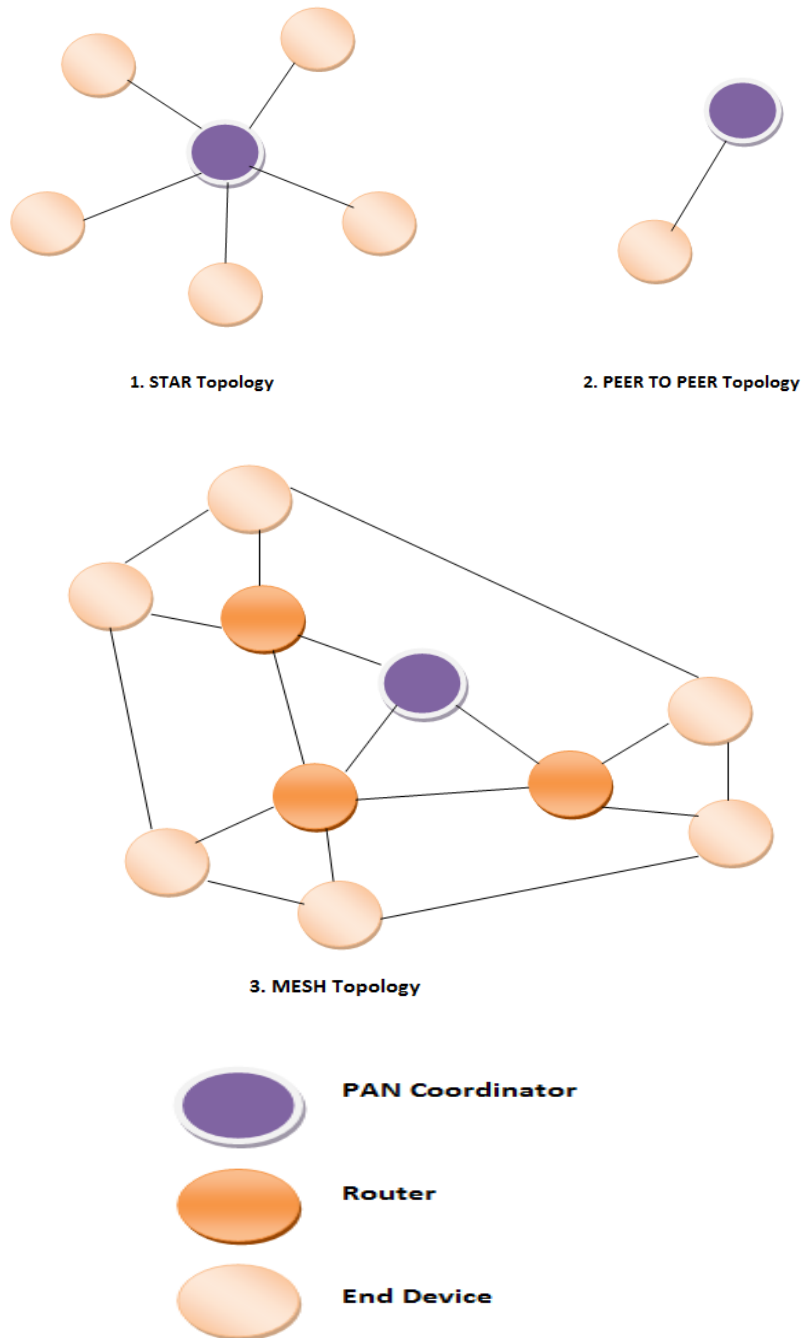 1. STAR Topology
2. PEER TO PEER Topology
3. MESH Topology
PAN Coordinator
Router
End Device